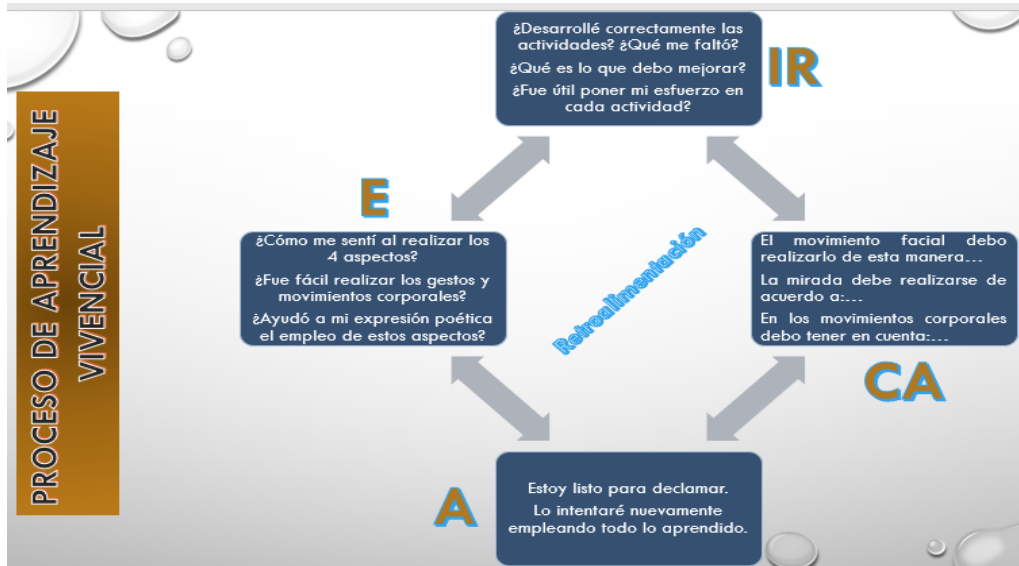 PROCESO DE APRENDIZAJE
VIVENCIAL
¿Desarrollé correctamente las
actividades? ¿Qué me faltó?
¿Qué es lo que debo mejorar?
¿Fue útil poner mi esfuerzo en
cada actividad?
IR
E
¿Cómo me sentí al realizar los
4 aspectos?
¿Fue fácil realizar los gestos y
movimientos corporales?
¿Ayudó a mi expresión poética
el empleo de estos aspectos?
Retroalimentación
El movimiento facial debo
realizarlo de esta manera…
La mirada debe realizarse de
acuerdo a:…
En los movimientos corporales
debo tener en cuenta:…
CA
A
Estoy listo para declamar.
Lo intentaré nuevamente
empleando todo lo aprendido.